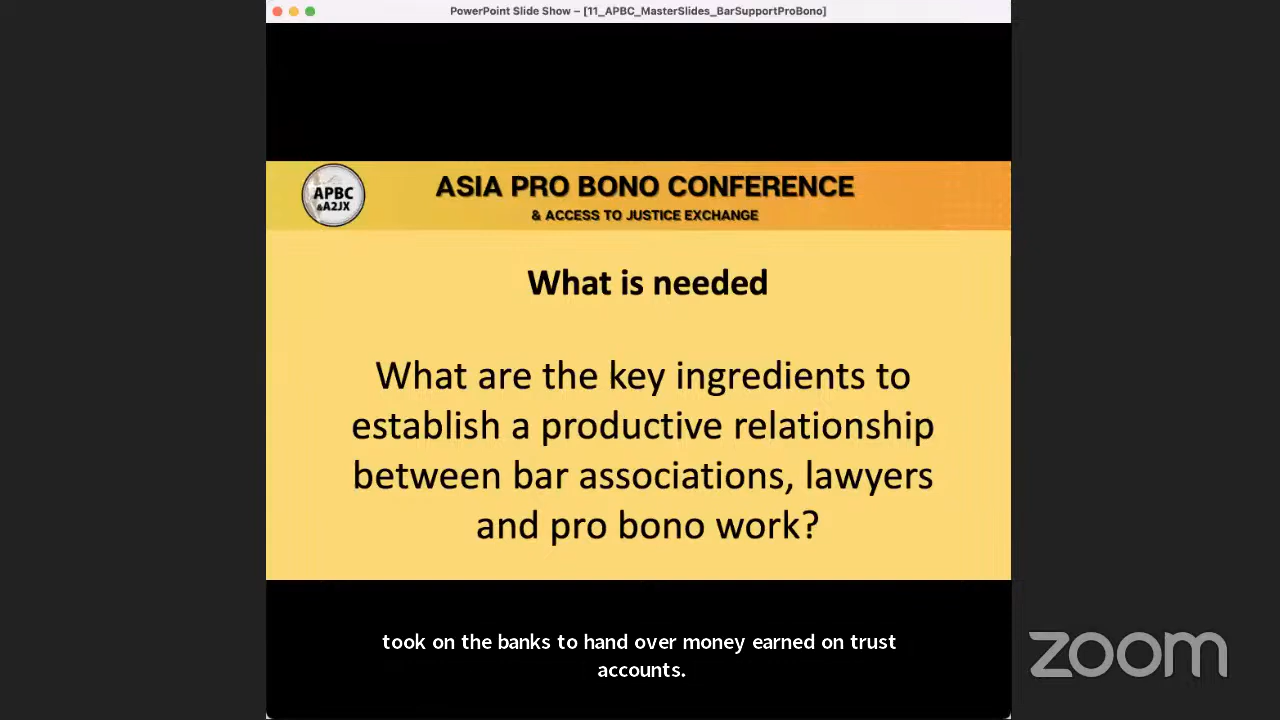 PowerPoint Slide Show – [11_APBC_MasterSlides_BarSupportProBono]
APBC
&A2JX
ASIA PRO BONO CONFERENCE
& ACCESS TO JUSTICE EXCHANGE
What is needed
What are the key ingredients to
establish a productive relationship
between bar associations, lawyers
and pro bono work?
took on the banks to hand over money earned on trust
accounts.
zoom